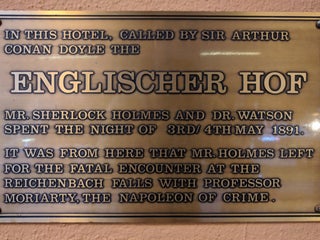 IN THIS HOTEL, CALLED BY SIR ARTHUR
CONAN DOYLE THE
ENGLISCHER HOF
MR. SHERLOCK HOLMES AND DR. WATSON
SPENT THE NIGHT OF 3RD/4TH MAY 1891.
IT WAS FROM HERE THAT MR. HOLMES LEFT
FOR THE FATAL ENCOUNTER AT THE
REICHENBACH FALLS WITH PROFESSOR
MORIARTY, THE NAPOLEON OF CRIME.